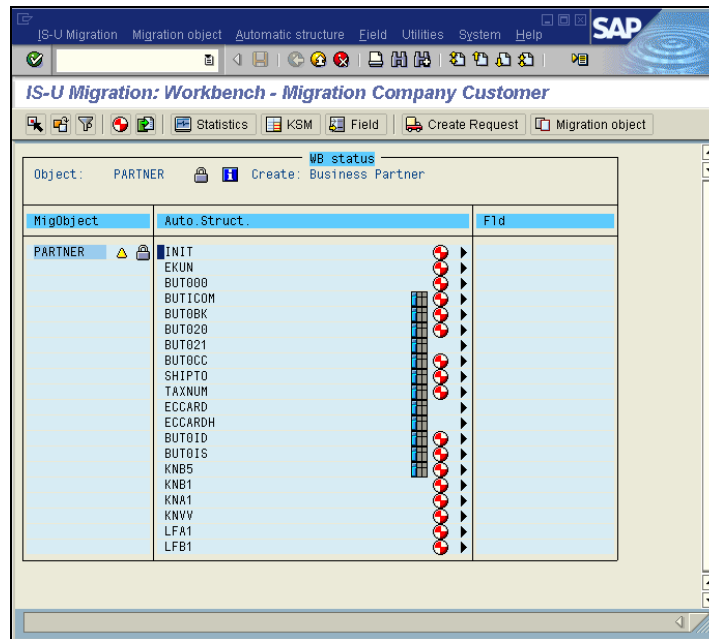 IS-U Migration Migration object Automatic structure Field Utilities System Help
SAP
IS-U Migration: Workbench - Migration Company Customer
Statistics KSM Field Create Request Migration object
WB status
Object: PARTNER Create: Business Partner
MigObject Auto.Struct. Fld
PARTNER INIT
EKUN
BUT000
BUTICOM
BUT0BK
BUT020
BUT021
BUT0CC
SHIPTO
TAXNUM
ECCARD
ECCARDH
BUT0ID
BUT0IS
KNB5
KNB1
KNA1
KNVV
LFA1
LFB1